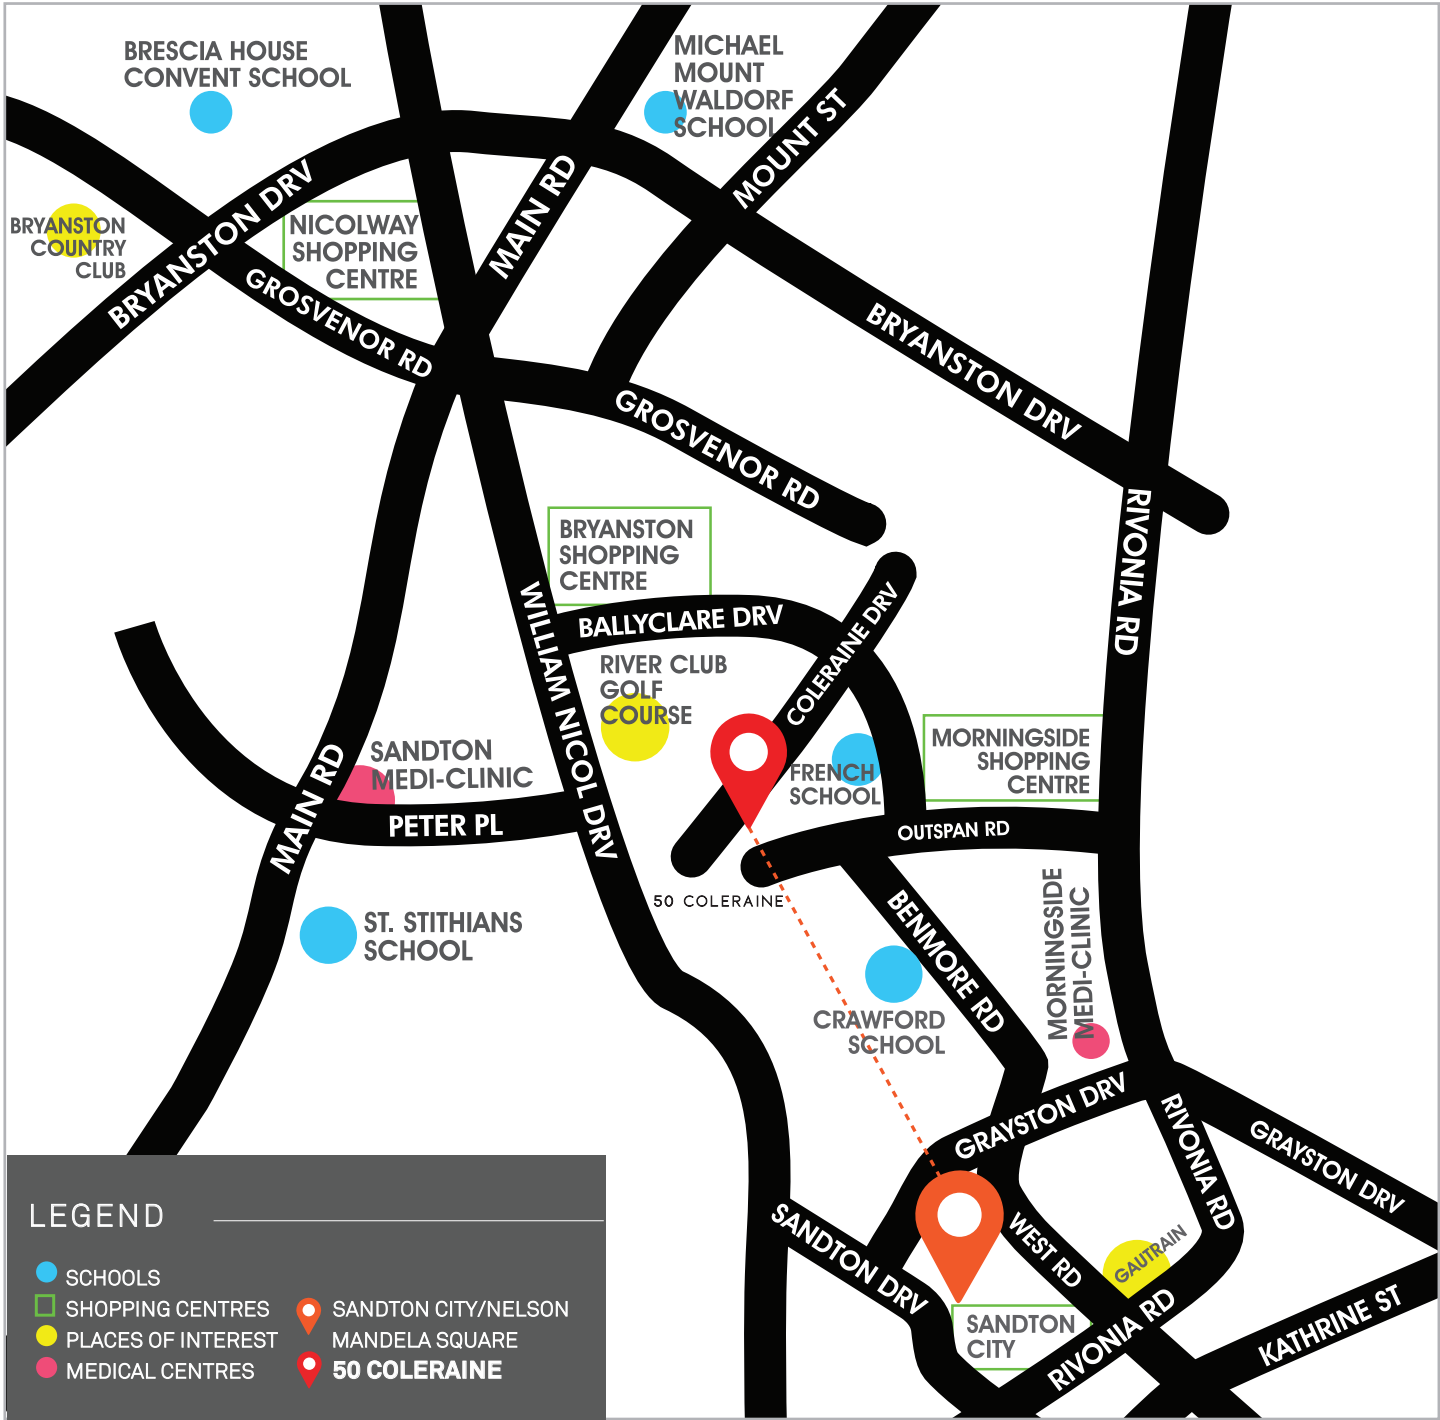 BRESCIA HOUSE
CONVENT SCHOOL
MICHAEL
MOUNT
WALDORF
SCHOOL
MOUNT ST
MAIN RD
BRYANSTON DRV
BRYANSTON
COUNTRY
CLUB
NICOLWAY
SHOPPING
CENTRE
GROSVENOR RD
BRYANSTON DRV
GROSVENOR RD
RIVONIA RD
BRYANSTON
SHOPPING
CENTRE
WILLIAM NICOL DRV
BALLYCLARE DRV
COLERAINE DRV
RIVER CLUB
GOLF
COURSE
MORNINGSIDE
SHOPPING
CENTRE
SANDTON
MEDI-CLINIC
MAIN RD
PETER PL
FRENCH
SCHOOL
OUTSPAN RD
50 COLERAINE
ST. STITHIANS
SCHOOL
BENMORE RD
MORNINGSIDE
MEDI-CLINIC
CRAWFORD
SCHOOL
GRAYSTON DRV
RIVONIA RD
GRAYSTON DRV
SANDTON DRV
WEST RD
GAUTRAIN
SANDTON
CITY
RIVONIA RD
KATHRINE ST
LEGEND
SCHOOLS
SHOPPING CENTRES
PLACES OF INTEREST
MEDICAL CENTRES
SANDTON CITY/NELSON
MANDELA SQUARE
50 COLERAINE